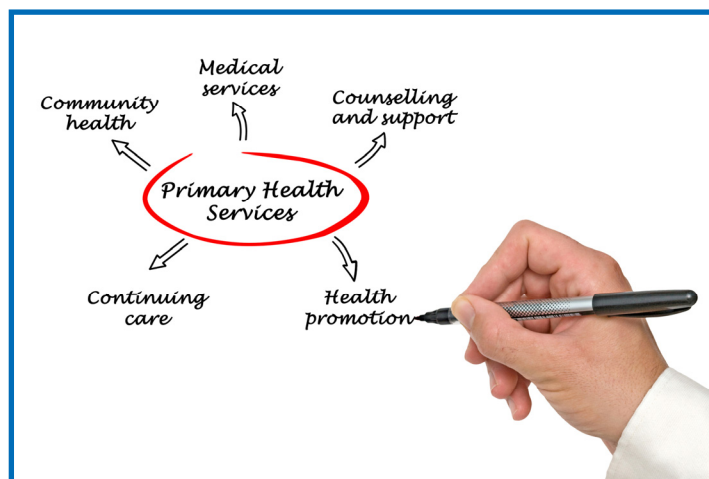 Medical
services
Community
health
Counselling
and support
Primary Health
Services
Continuing
care
Health
promotion